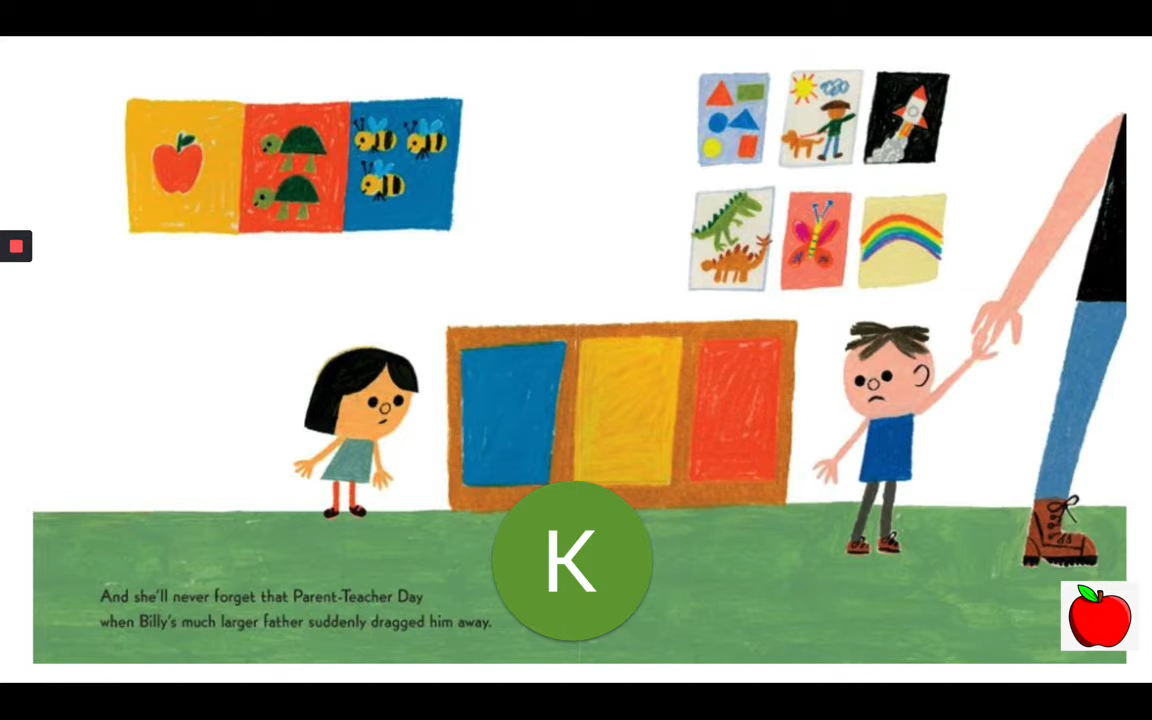 K
And she'll never forget that Parent-Teacher Day
when Billy's much larger father suddenly dragged him away.